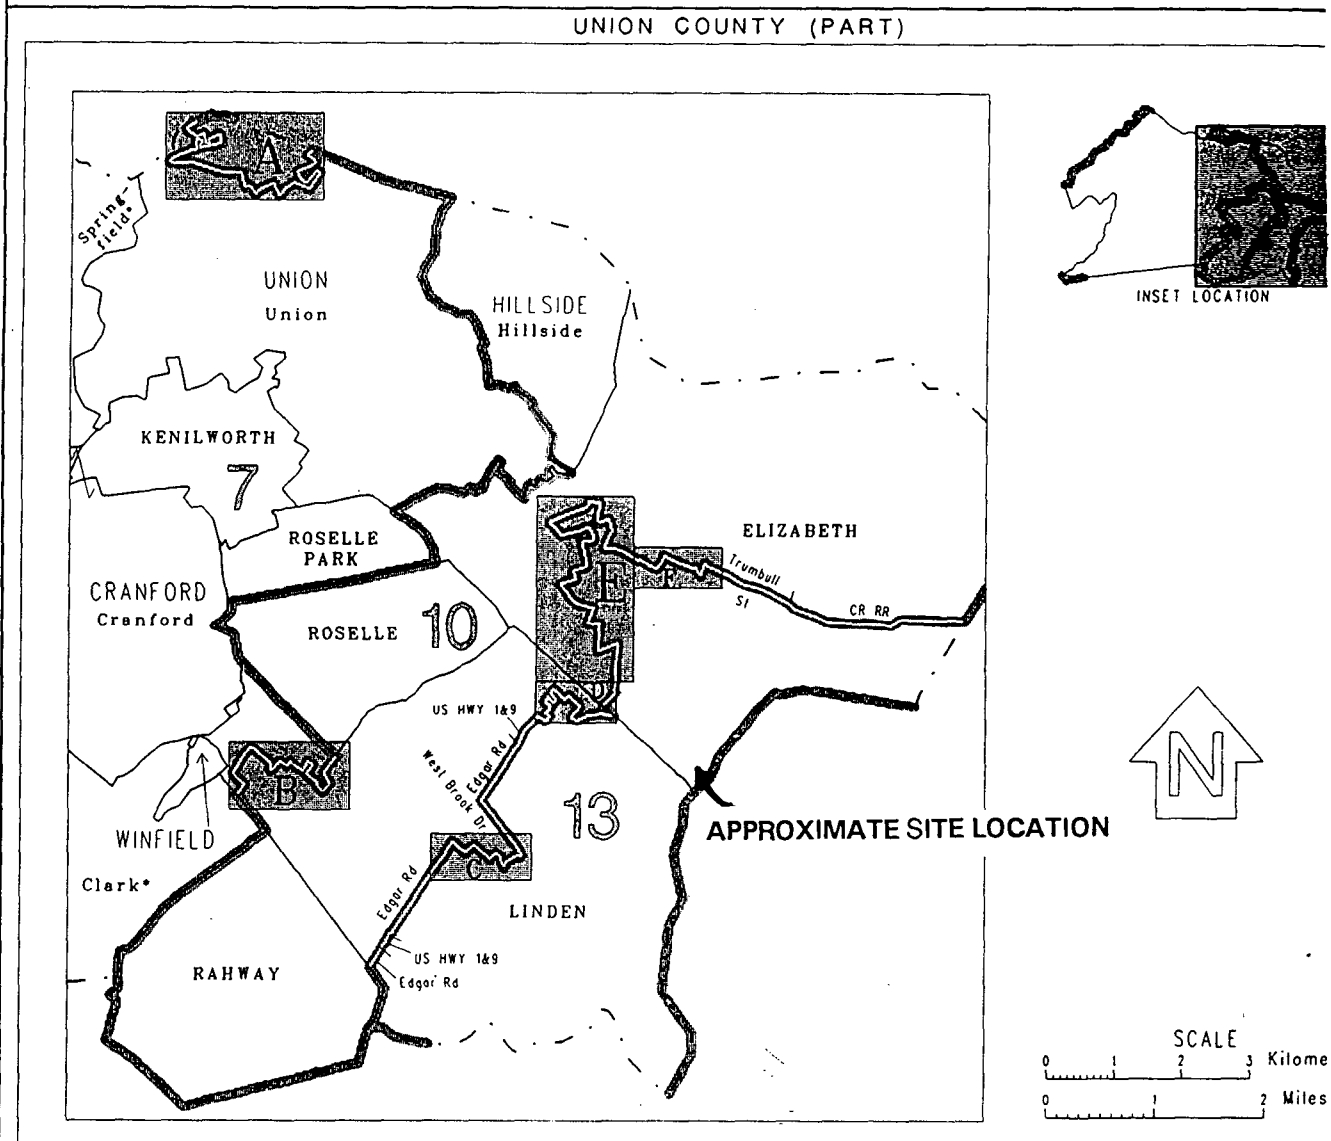 UNION COUNTY (PART)
A
Spring-
field*
UNION
Union
HILLSIDE
Hillside
INSET LOCATION
KENILWORTH
7
ROSELLE
PARK
ELIZABETH
CRANFORD
Cranford
ROSELLE
10
E
F
Trumbull
St
CR RR
D
US HWY 1&9
Edgar Rd
West Brook Dr
N
B
13
WINFIELD
APPROXIMATE SITE LOCATION
C
Clark*
Edgar Rd
LINDEN
RAHWAY
US HWY 1&9
Edgar Rd
SCALE
0 1 2 3 Kilome
0 1 2 Miles